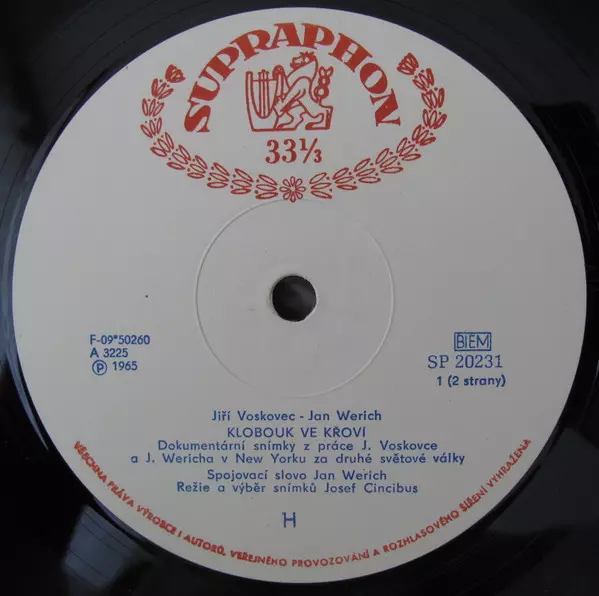 SUPRAPHON
33⅓
F-09*50260
A 3225
Ⓟ 1965
BIEM
SP 20231
1 (2 strany)
Jiří Voskovec - Jan Werich
KLOBOUK VE KŘOVÍ
Dokumentární snímky z práce J. Voskovce
a J. Wericha v New Yorku za druhé světové války
Spojovací slovo Jan Werich
Režie a výběr snímků Josef Cincibus
H
VŠECHNA PRÁVA VÝROBCE I AUTORŮ, VEŘEJNÉHO PROVOZOVÁNÍ A ROZHLASOVÉHO ŠÍŘENÍ VYHRAŽENA